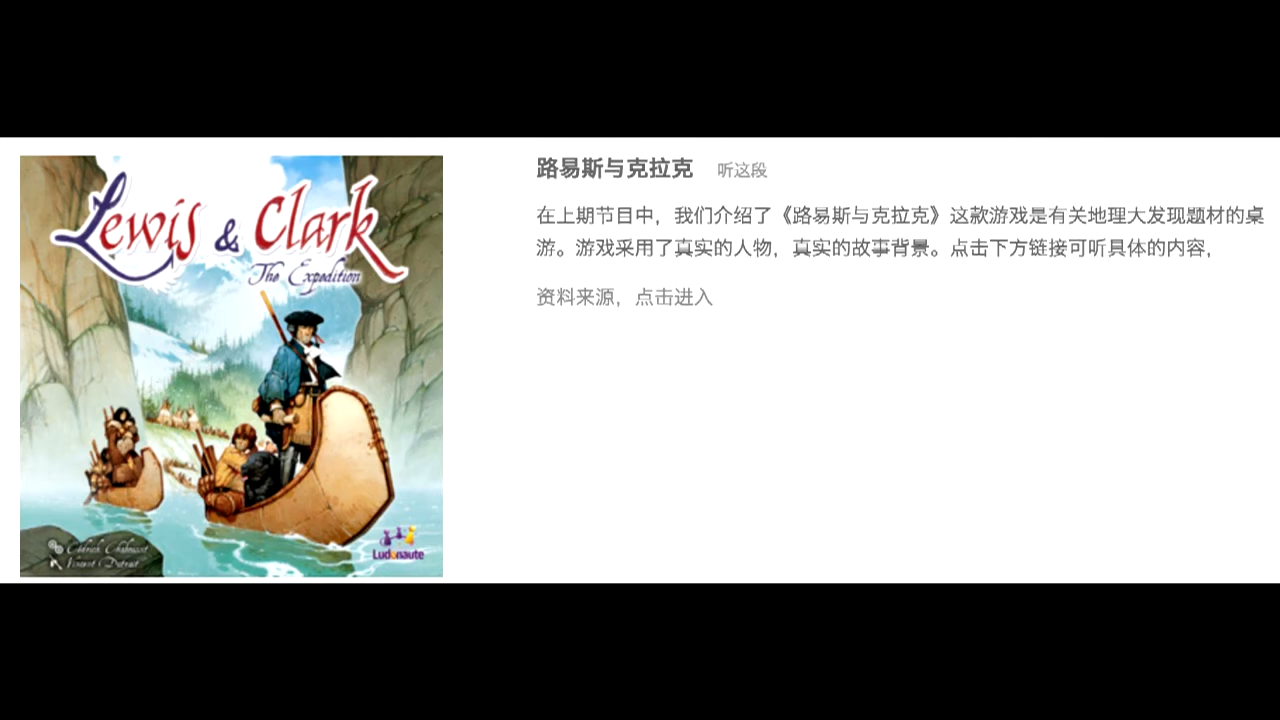 Lewis & Clark
The Expedition
Ludonaute
Vincent Dutrait
路易斯与克拉克 听这段
在上期节目中，我们介绍了《路易斯与克拉克》这款游戏是有关地理大发现题材的桌
游。游戏采用了真实的人物，真实的故事背景。点击下方链接可听具体的内容，
资料来源，点击进入